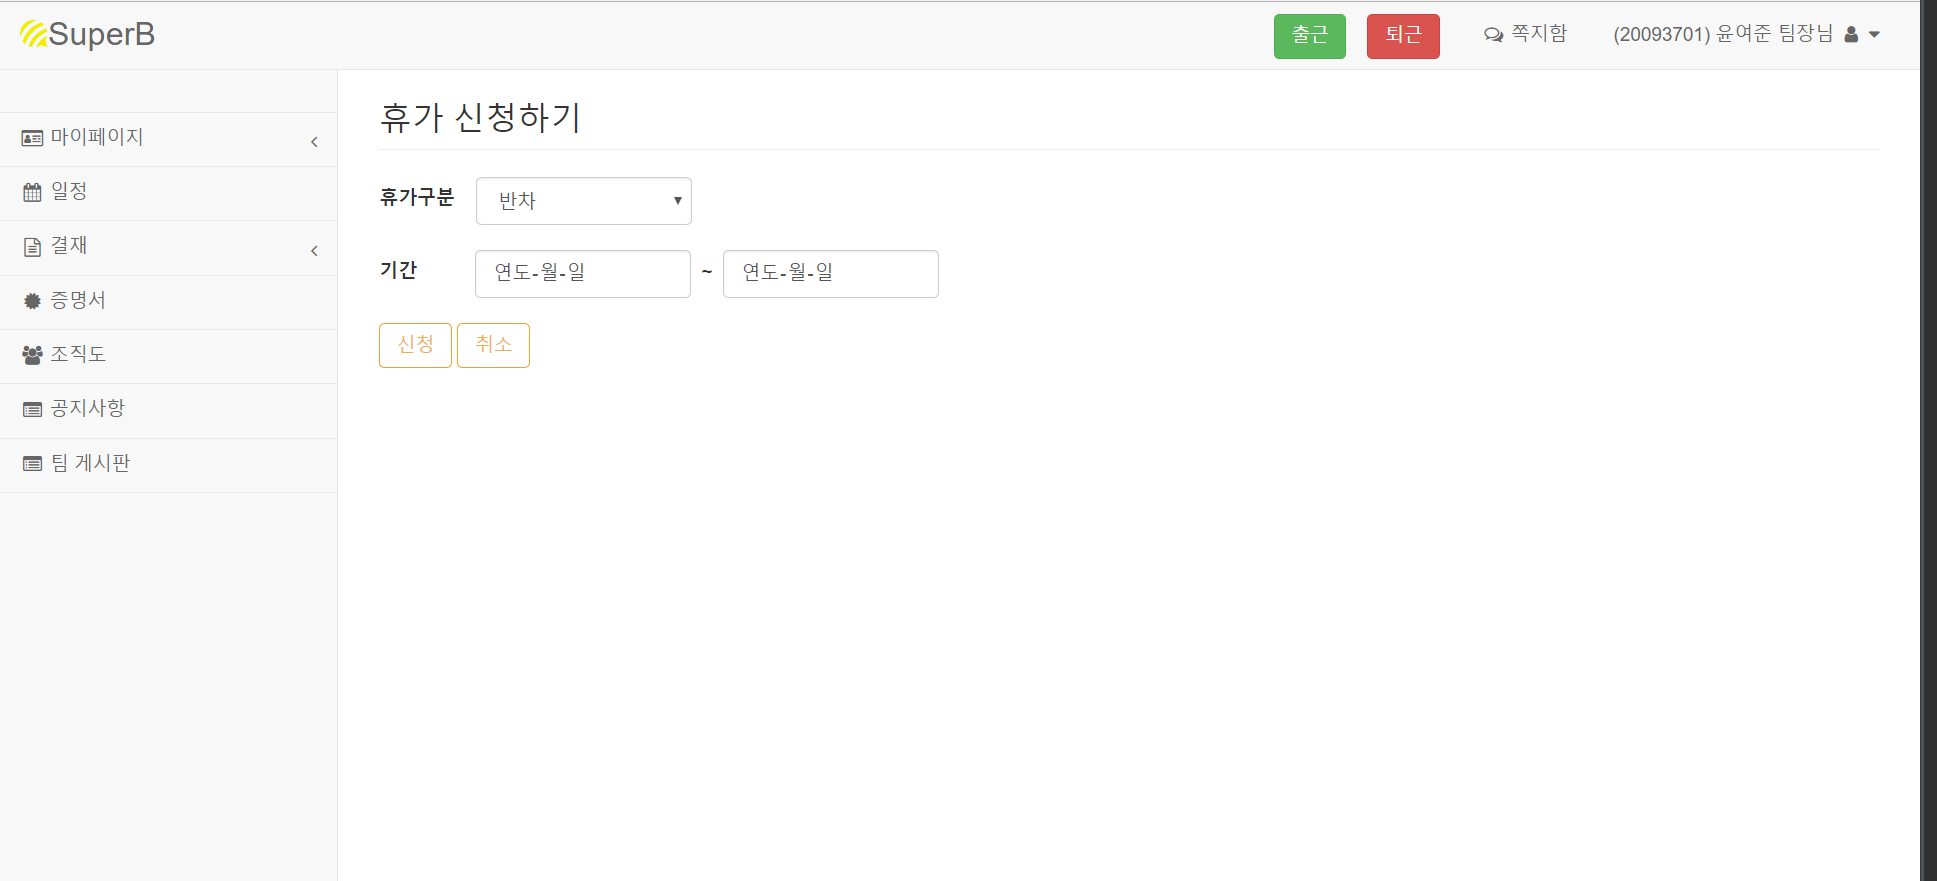 SuperB
출근 퇴근 쪽지함 (20093701) 윤여준 팀장님
마이페이지
일정
결재
증명서
조직도
공지사항
팀 게시판
휴가 신청하기
휴가구분 반차
기간 연도-월-일 ~ 연도-월-일
신청 취소